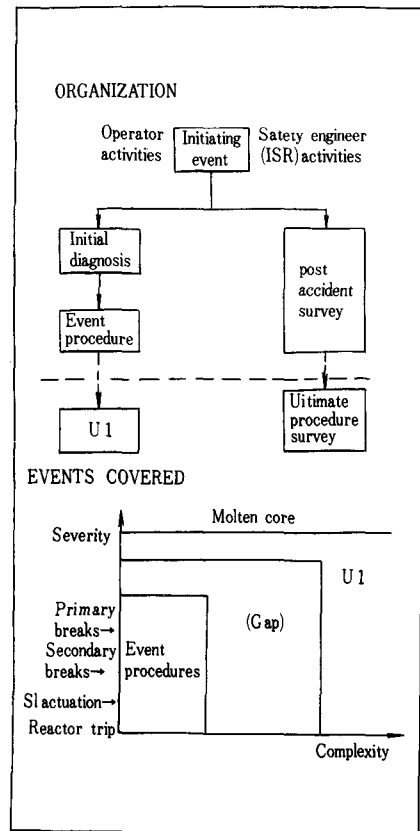 ORGANIZATION
Operator activities
Initiating event
Satety engineer (ISR) activities
Initial diagnosis
post accident survey
Event procedure
U1
Uitimate procedure survey
EVENTS COVERED
Molten core
Severity
U1
Primary breaks→
(Gap)
Secondary breaks→
Event procedures
SI actuation→
Reactor trip
Complexity